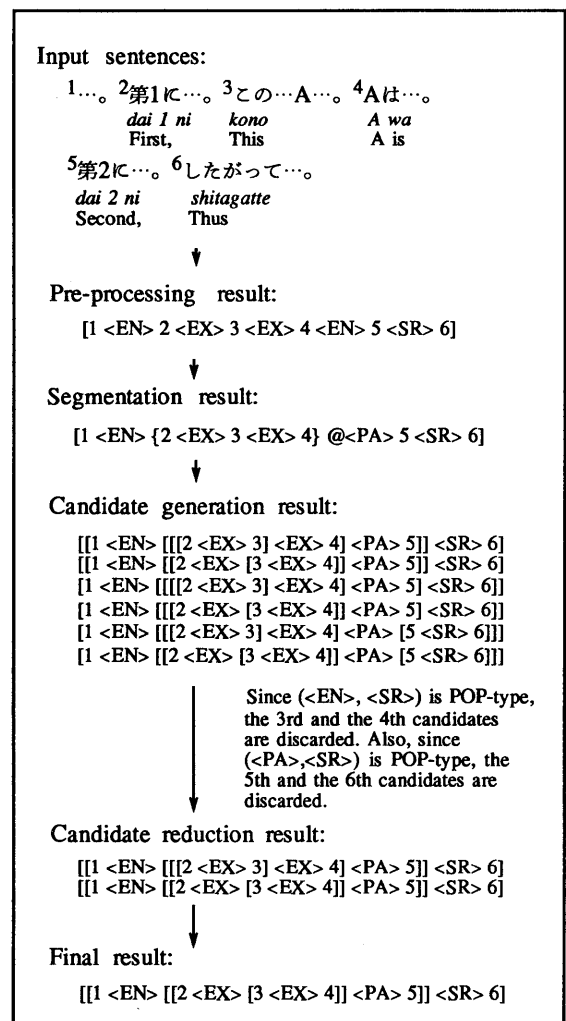 Input sentences:
1…。 2第1に…。 3この…A…。 4Aは…。
dai 1 ni kono A wa
First, This A is
5第2に…。 6したがって…。
dai 2 ni shitagatte
Second, Thus
Pre-processing result:
[1 <EN> 2 <EX> 3 <EX> 4 <EN> 5 <SR> 6]
Segmentation result:
[1 <EN> {2 <EX> 3 <EX> 4} @<PA> 5 <SR> 6]
Candidate generation result:
[[1 <EN> [[[2 <EX> 3] <EX> 4] <PA> 5]] <SR> 6]
[[1 <EN> [[2 <EX> [3 <EX> 4]] <PA> 5]] <SR> 6]
[1 <EN> [[[[2 <EX> 3] <EX> 4] <PA> 5] <SR> 6]]
[1 <EN> [[[2 <EX> [3 <EX> 4]] <PA> 5] <SR> 6]]
[1 <EN> [[[2 <EX> 3] <EX> 4] <PA> [5 <SR> 6]]]
[1 <EN> [[2 <EX> [3 <EX> 4]] <PA> [5 <SR> 6]]]
Since (<EN>, <SR>) is POP-type,
the 3rd and the 4th candidates
are discarded. Also, since
(<PA>,<SR>) is POP-type, the
5th and the 6th candidates are
discarded.
Candidate reduction result:
[[1 <EN> [[[2 <EX> 3] <EX> 4] <PA> 5]] <SR> 6]
[[1 <EN> [[2 <EX> [3 <EX> 4]] <PA> 5]] <SR> 6]
Final result:
[[1 <EN> [[2 <EX> [3 <EX> 4]] <PA> 5]] <SR> 6]